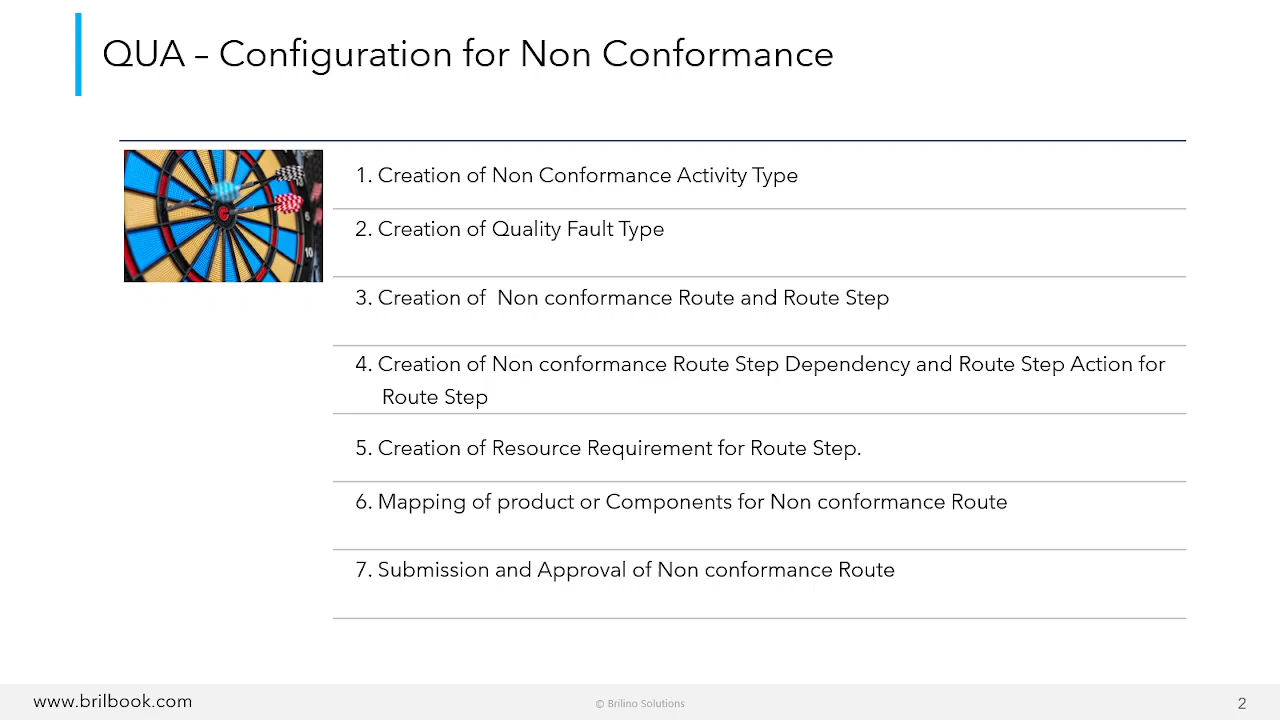 QUA – Configuration for Non Conformance
1. Creation of Non Conformance Activity Type
2. Creation of Quality Fault Type
3. Creation of  Non conformance Route and Route Step
4. Creation of Non conformance Route Step Dependency and Route Step Action for
Route Step
5. Creation of Resource Requirement for Route Step.
6. Mapping of product or Components for Non conformance Route
7. Submission and Approval of Non conformance Route
6
10
www.brilbook.com
© Brilino Solutions
2